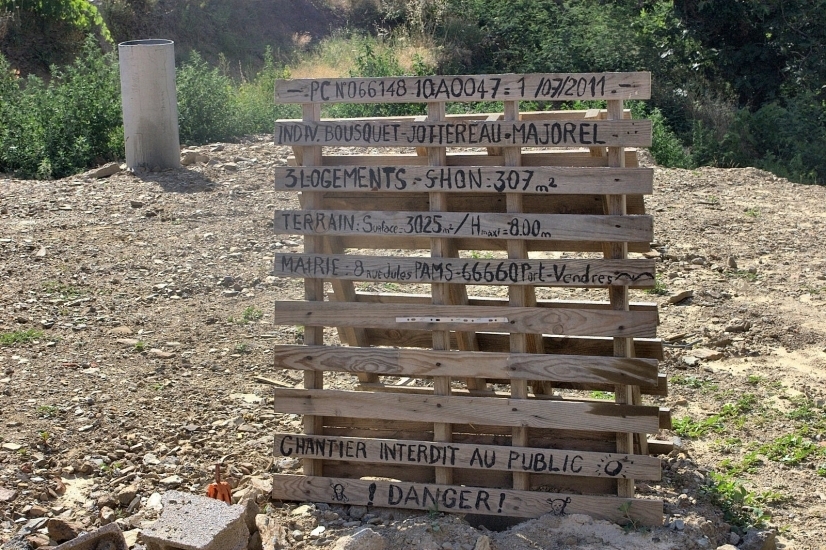 PC N°066148 10A0047 = 1 /07/2011
INDIV. BOUSQUET-JOTTEREAU-MAJOREL
3 LOGEMENTS - SHON = 307 m²
TERRAIN: Surface = 3025 m² / H maxi = 8.00 m
MAIRIE: 8 rue Jules PAMS - 66660 Port-Vendres
CHANTIER INTERDIT AU PUBLIC
! DANGER !